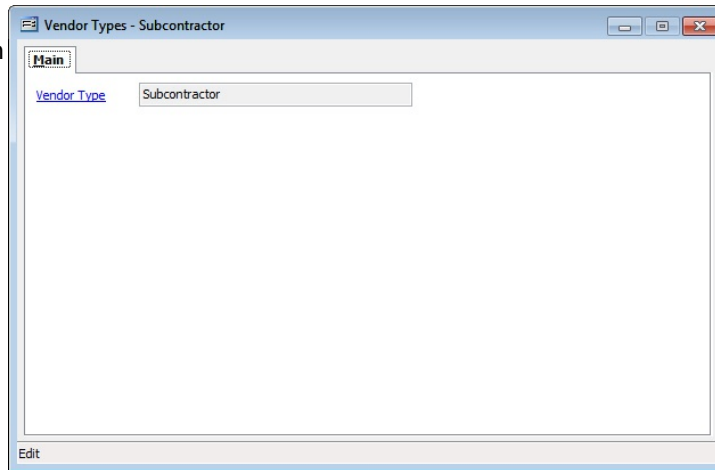 Vendor Types - Subcontractor
Main
Vendor Type Subcontractor
Edit